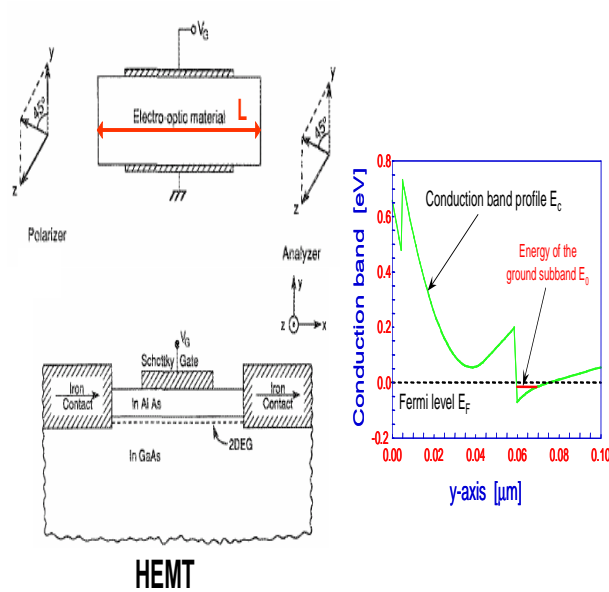 V_G
y
45°
z
Electro-optic material
L
y
45°
z
Polarizer
Analyzer
y
z
x
V_G
Schottky Gate
Iron
Contact
In Al As
Iron
Contact
2DEG
In GaAs
HEMT
Conduction band [eV]
0.8
0.6
0.4
0.2
0.0
-0.2
Conduction band profile E_C
Energy of the
ground subband E_0
Fermi level E_F
0.00
0.02
0.04
0.06
0.08
0.10
y-axis [μm]